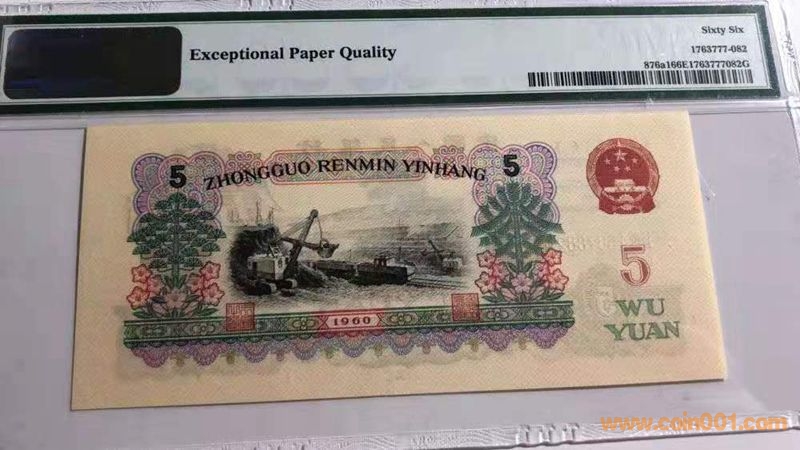 Exceptional Paper Quality
Sixty Six
1763777-082
876a166E1763777082G
5
ZHONGGUO RENMIN YINHANG
5
5
WU
YUAN
1960
www.coin001.com